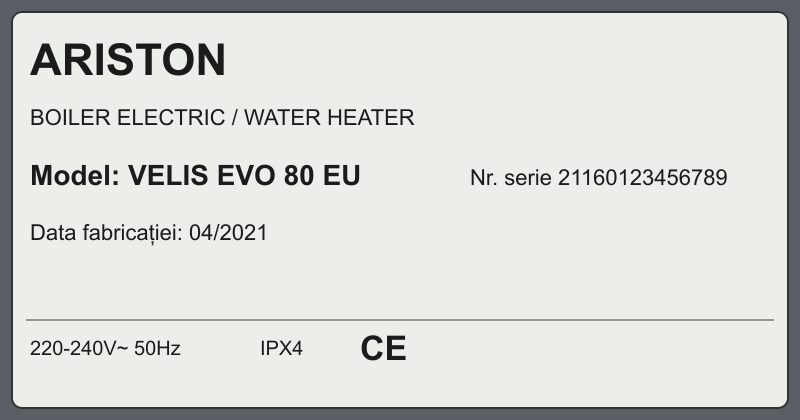 ARISTON
BOILER ELECTRIC / WATER HEATER
Model: VELIS EVO 80 EU Nr. serie 21160123456789
Data fabricației: 04/2021
220-240V~ 50Hz IPX4 CE